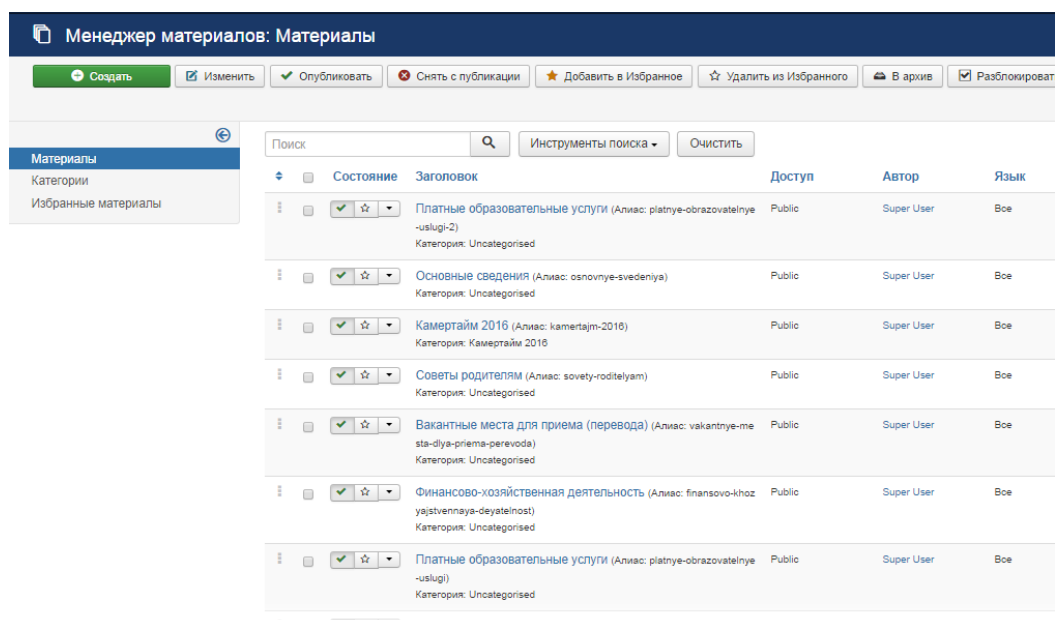 Менеджер материалов: Материалы
Создать Изменить Опубликовать Снять с публикации Добавить в Избранное Удалить из Избранного В архив Разблокироват
Поиск Инструменты поиска Очистить
Материалы
Категории
Избранные материалы
Состояние Заголовок Доступ Автор Язык
Платные образовательные услуги (Алиас: platnye-obrazovatelnye Public Super User Все
-uslugi-2)
Категория: Uncategorised
Основные сведения (Алиас: osnovnye-svedeniya) Public Super User Все
Категория: Uncategorised
Камертайм 2016 (Алиас: kamertajm-2016) Public Super User Все
Категория: Камертайм 2016
Советы родителям (Алиас: sovety-roditelyam) Public Super User Все
Категория: Uncategorised
Вакантные места для приема (перевода) (Алиас: vakantnye-me Public Super User Все
sta-dlya-priema-perevoda)
Категория: Uncategorised
Финансово-хозяйственная деятельность (Алиас: finansovo-khoz Public Super User Все
yajstvennaya-deyatelnost)
Категория: Uncategorised
Платные образовательные услуги (Алиас: platnye-obrazovatelnye Public Super User Все
-uslugi)
Категория: Uncategorised